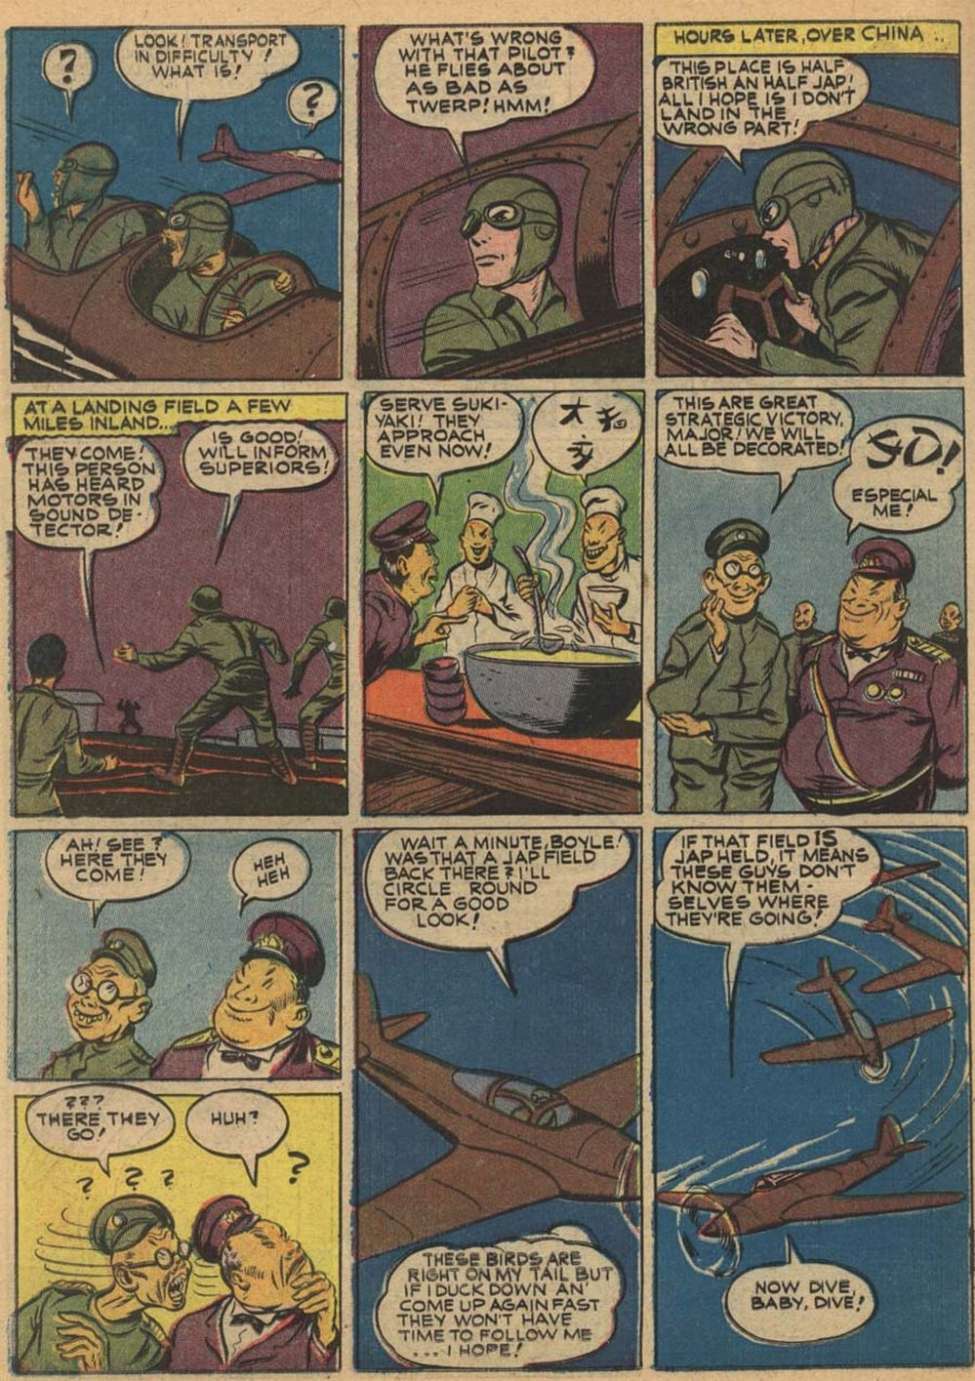 ?
LOOK! TRANSPORT
IN DIFFICULTY!
WHAT IS!
?
WHAT'S WRONG
WITH THAT PILOT?
HE FLIES ABOUT
AS BAD AS
TWERP! HMM!
HOURS LATER, OVER CHINA ..
THIS PLACE IS HALF
BRITISH AN HALF JAP!
ALL I HOPE IS I DON'T
LAND IN THE
WRONG PART!
AT A LANDING FIELD A FEW
MILES INLAND...
THEY COME!
THIS PERSON
HAS HEARD
MOTORS IN
SOUND DE-
TECTOR!
IS GOOD!
WILL INFORM
SUPERIORS!
SERVE SUKI-
YAKI! THEY
APPROACH
EVEN NOW!
THIS ARE GREAT
STRATEGIC VICTORY,
MAJOR! WE WILL
ALL BE DECORATED!
SO!
ESPECIAL
ME!
AH! SEE?
HERE THEY
COME!
HEH
HEH
???
THERE THEY
GO!
HUH?
? ? ?
?
WAIT A MINUTE, BOYLE!
WAS THAT A JAP FIELD
BACK THERE? I'LL
CIRCLE 'ROUND
FOR A GOOD
LOOK!
THESE BIRDS ARE
RIGHT ON MY TAIL BUT
IF I DUCK DOWN AN'
COME UP AGAIN FAST
THEY WON'T HAVE
TIME TO FOLLOW ME
... I HOPE!
IF THAT FIELD IS
JAP HELD, IT MEANS
THESE GUYS DON'T
KNOW THEM-
SELVES WHERE
THEY'RE GOING!
NOW DIVE,
BABY, DIVE!